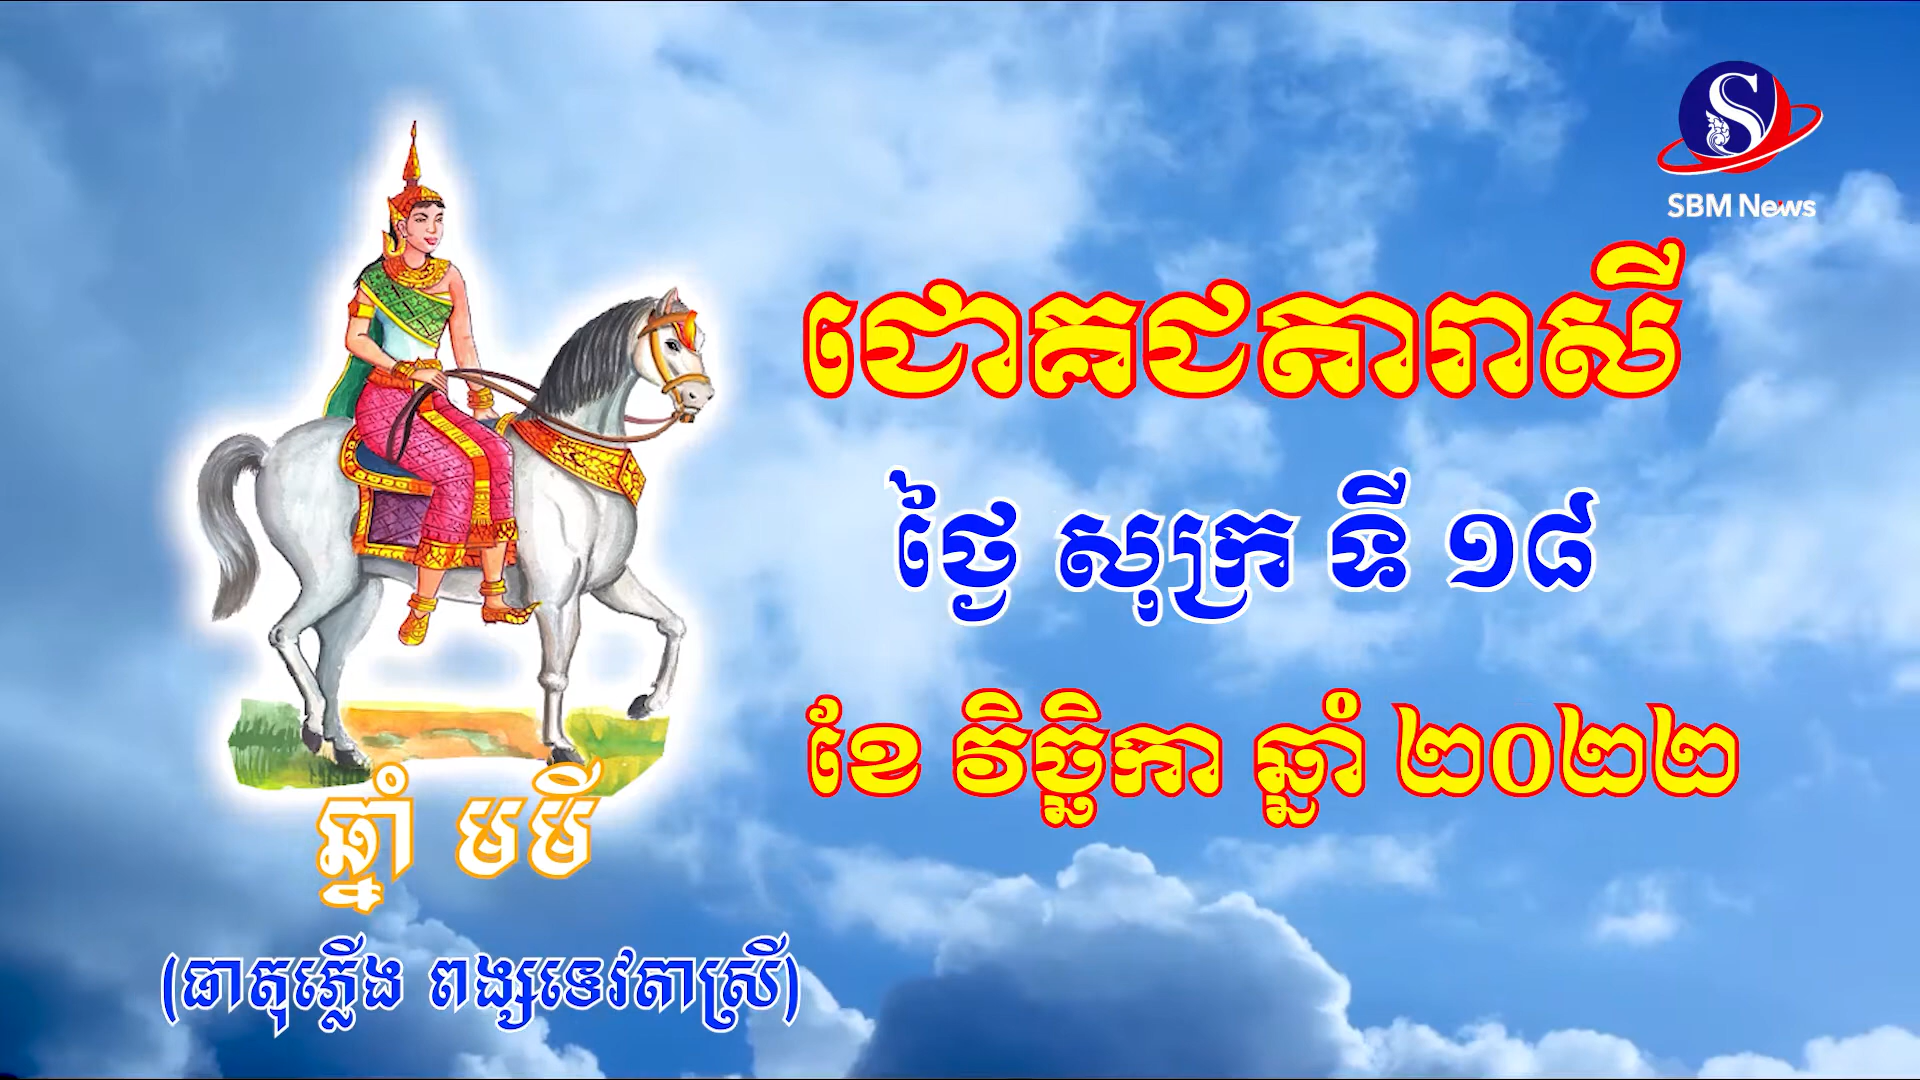 SBM News
ជោគជតារាសី
ថ្ងៃ សុក្រ ទី ១៨
ខែ វិច្ឆិកា ឆ្នាំ ២០២២
ឆ្នាំ មមី
(ធាតុភ្លើង ពង្សទេវតាស្រី)